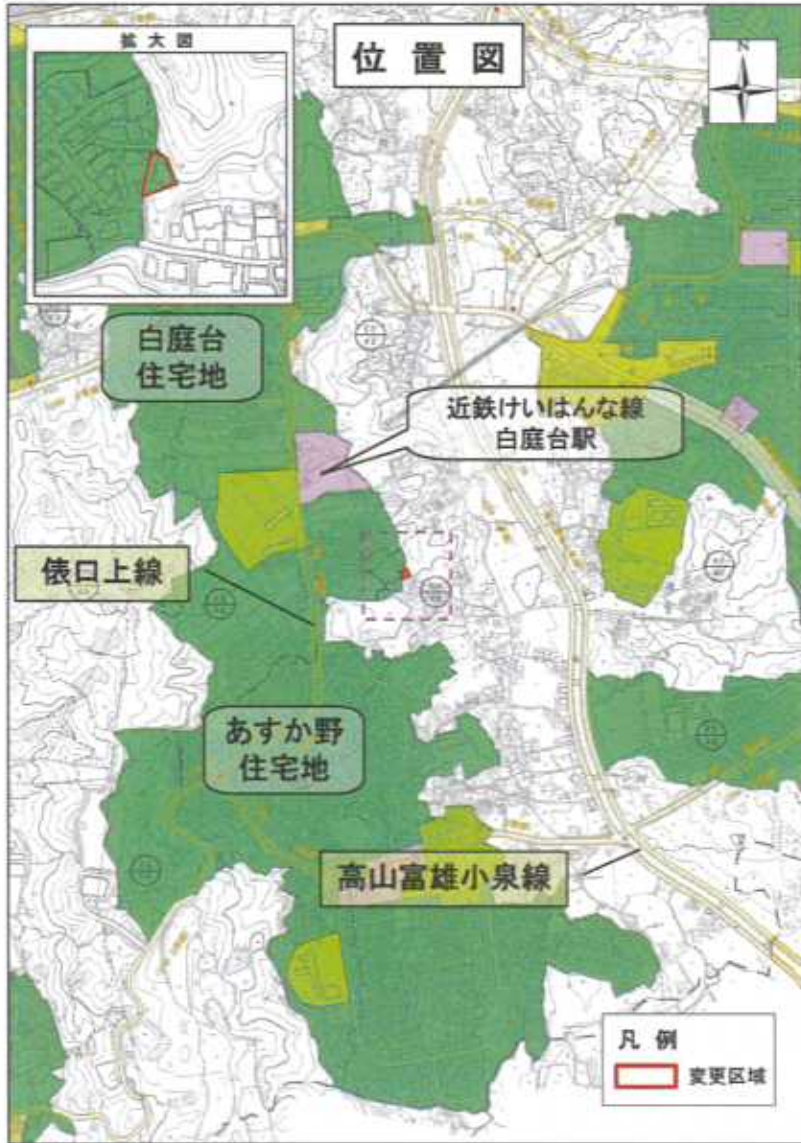 拡大図
位置図
N
白庭台
住宅地
近鉄けいはんな線
白庭台駅
俵口上線
あすか野
住宅地
高山富雄小泉線
凡例
変更区域